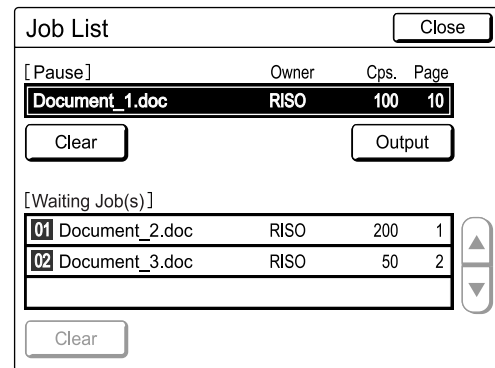 Job List Close
[Pause] Owner Cps. Page
Document_1.doc RISO 100 10
Clear Output
[Waiting Job(s)]
01 Document_2.doc RISO 200 1
02 Document_3.doc RISO 50 2
Clear